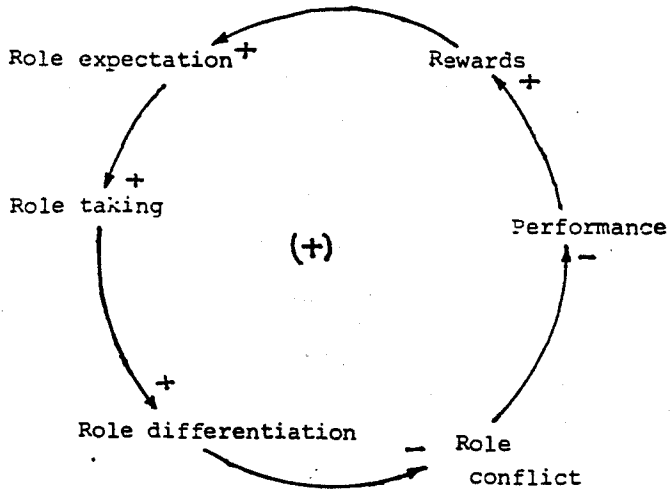 Role expectation +
Rewards
+
+
Role taking
Performance
(+)
-
+
Role differentiation
- Role
conflict